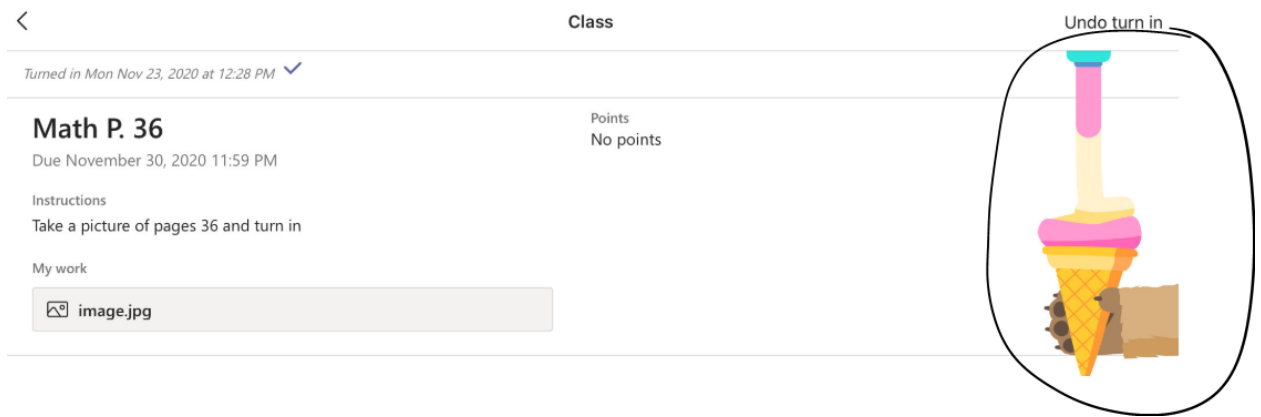 Class
Undo turn in
Turned in Mon Nov 23, 2020 at 12:28 PM
Math P. 36
Due November 30, 2020 11:59 PM
Points
No points
Instructions
Take a picture of pages 36 and turn in
My work
image.jpg